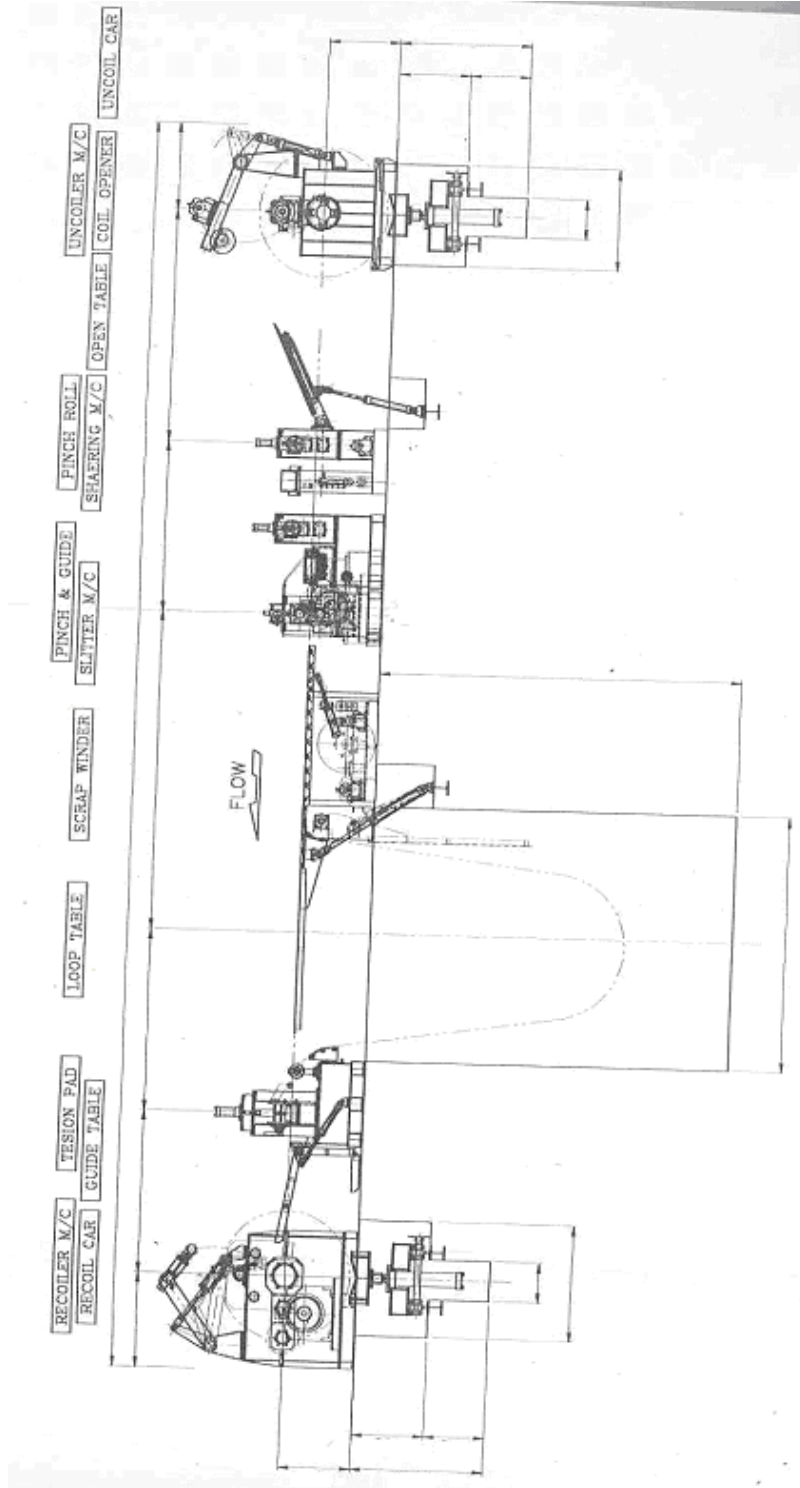 RECOILER M/C
RECOIL CAR
TESION PAD
GUIDE TABLE
LOOP TABLE
SCRAP WINDER
PINCH & GUIDE
SLITTER M/C
PINCH ROLL
SHAERING M/C
OPEN TABLE
UNCOILER M/C
COIL OPENER
UNCOIL CAR
FLOW